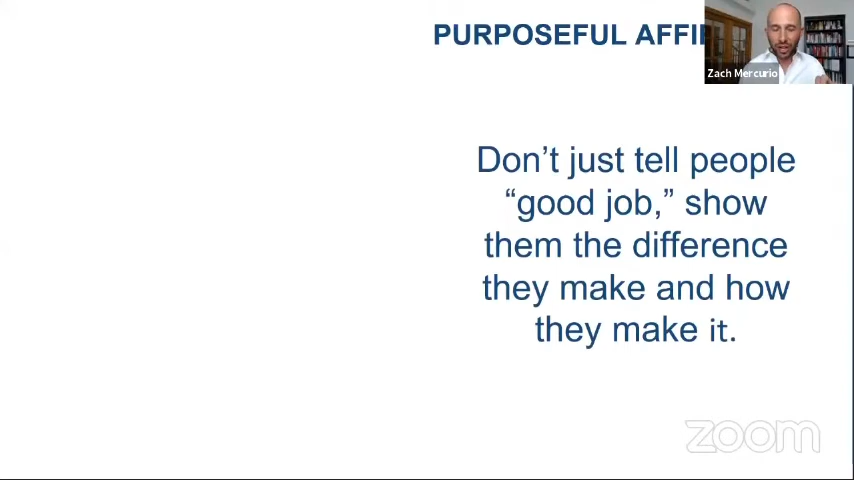 PURPOSEFUL
Zach Mercurio
Don’t just tell people
“good job,” show
them the difference
they make and how
they make it.
zoom